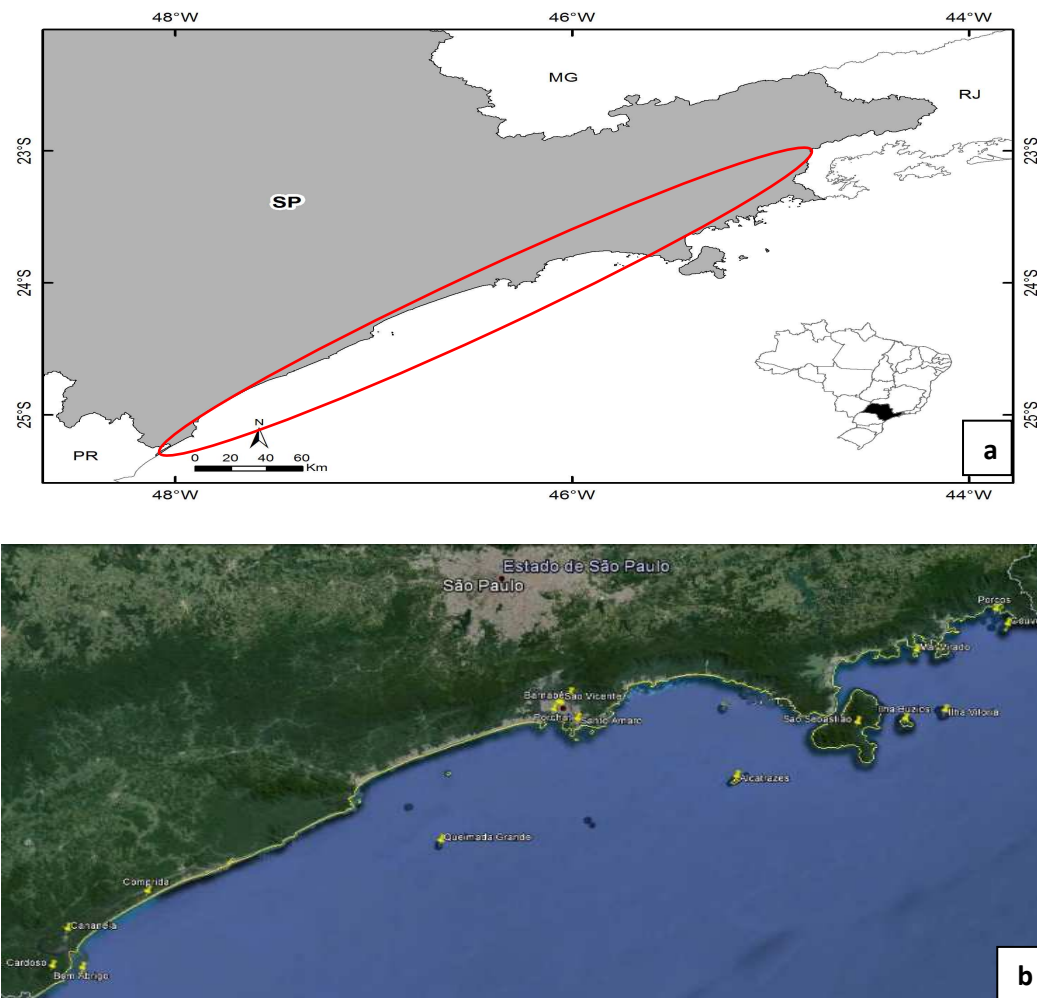 48°W 46°W 44°W
MG
RJ
23°S 23°S
SP
24°S 24°S
25°S 25°S
N
PR
0 20 40 60
Km
a
48°W 46°W 44°W
Estado de São Paulo
São Paulo
Porcos
Mar Virado
Barnabé São Vicente
Porchat Santo Amaro
São Sebastião
Ilha Búzios
Ilha Vitória
Alcatrazes
Queimada Grande
Comprida
Cananéia
Cardoso
Bom Abrigo
b